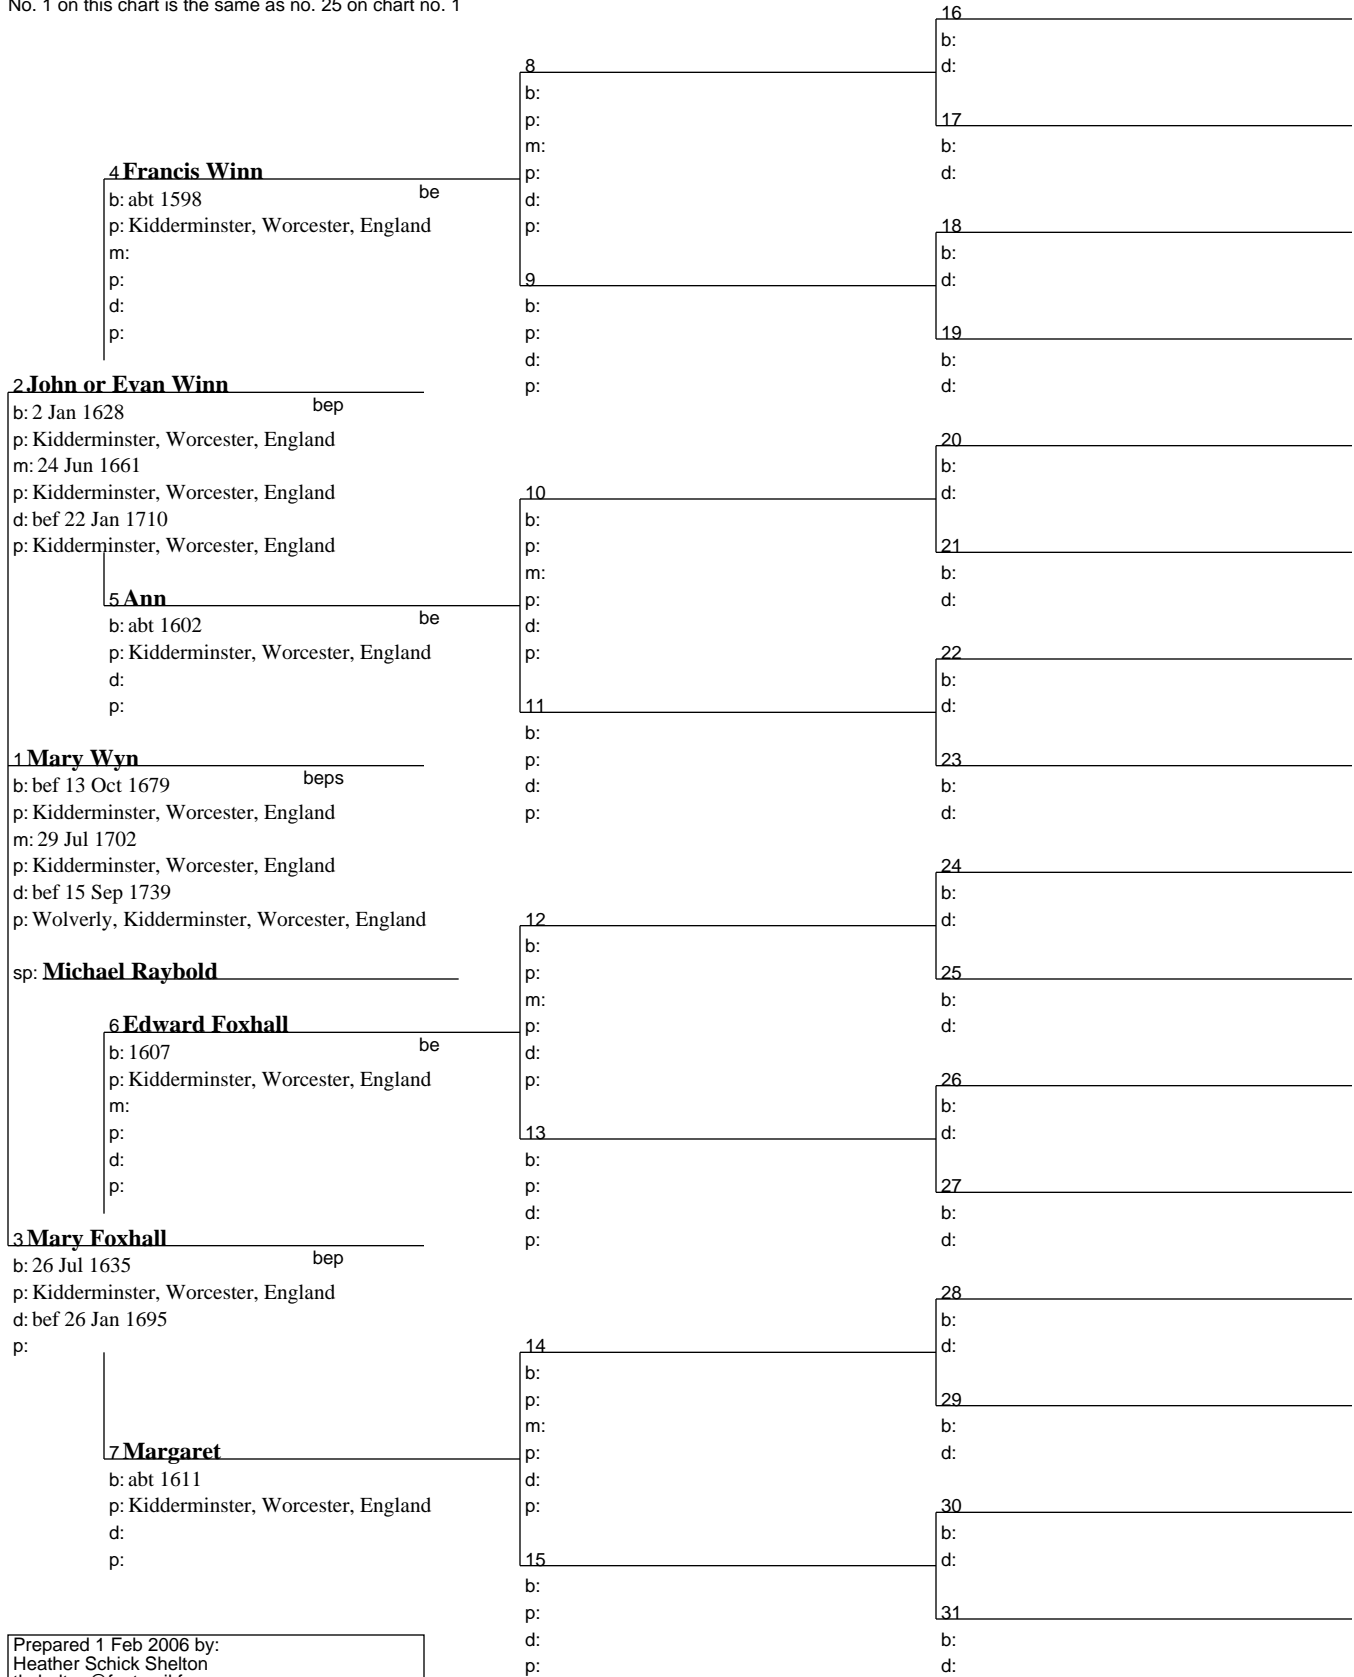 No. 1 on this chart is the same as no. 25 on chart no. 1
16
b:
d:
8
b:
p:
m:
p:
d:
p:
17
b:
d:
4 Francis Winn
be
b: abt 1598
p: Kidderminster, Worcester, England
m:
p:
d:
p:
18
b:
d:
9
b:
p:
d:
p:
19
b:
d:
2 John or Evan Winn
bep
b: 2 Jan 1628
p: Kidderminster, Worcester, England
m: 24 Jun 1661
p: Kidderminster, Worcester, England
d: bef 22 Jan 1710
p: Kidderminster, Worcester, England
20
b:
d:
10
b:
p:
m:
p:
d:
p:
21
b:
d:
5 Ann
be
b: abt 1602
p: Kidderminster, Worcester, England
d:
p:
22
b:
d:
11
b:
p:
d:
p:
23
b:
d:
1 Mary Wyn
beps
b: bef 13 Oct 1679
p: Kidderminster, Worcester, England
m: 29 Jul 1702
p: Kidderminster, Worcester, England
d: bef 15 Sep 1739
p: Wolverly, Kidderminster, Worcester, England
sp: Michael Raybold
24
b:
d:
12
b:
p:
m:
p:
d:
p:
25
b:
d:
6 Edward Foxhall
be
b: 1607
p: Kidderminster, Worcester, England
m:
p:
d:
p:
26
b:
d:
13
b:
p:
d:
p:
27
b:
d:
3 Mary Foxhall
bep
b: 26 Jul 1635
p: Kidderminster, Worcester, England
d: bef 26 Jan 1695
p:
28
b:
d:
14
b:
p:
m:
p:
d:
p:
29
b:
d:
7 Margaret
b: abt 1611
p: Kidderminster, Worcester, England
d:
p:
30
b:
d:
15
b:
p:
d:
p:
31
b:
d:
Prepared 1 Feb 2006 by:
Heather Schick Shelton